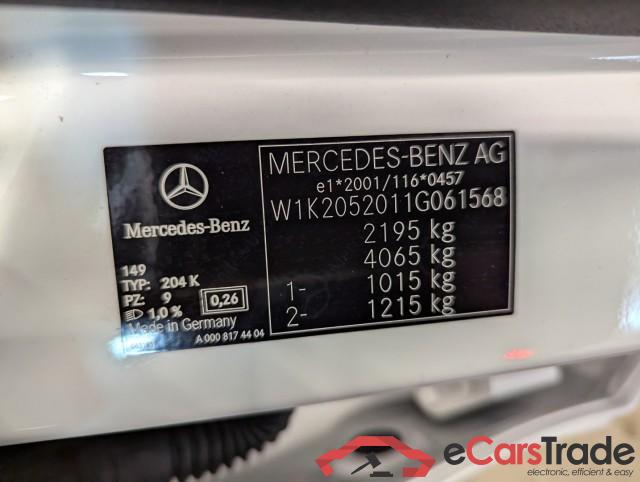 Mercedes-Benz
149
TYP: 204 K
PZ: 9 0,26
1,0 %
Made in Germany
A 000 817 44 04
MERCEDES-BENZ AG
e1*2001/116*0457
W1K2052011G061568
2195 kg
4065 kg
1- 1015 kg
2- 1215 kg
eCarsTrade
electronic, efficient & easy